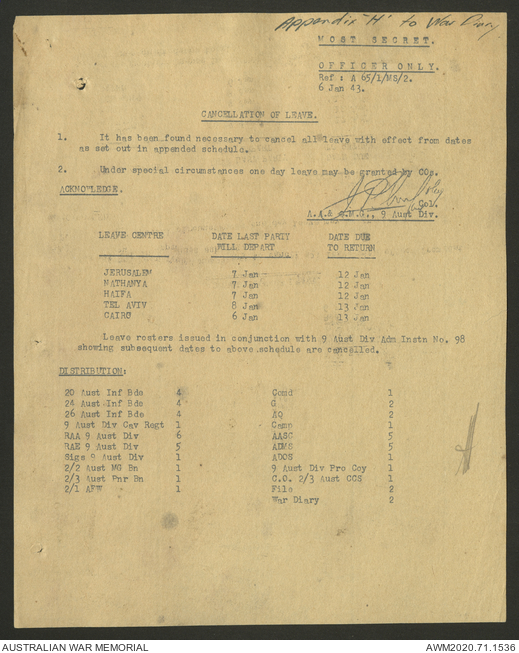 Appendix 'H' to War Diary
MOST SECRET.
OFFICER ONLY.
Ref : A 65/1/MS/2.
6 Jan 43.
CANCELLATION OF LEAVE.
1. It has been found necessary to cancel all leave with effect from dates
as set out in appended schedule.
2. Under special circumstances one day leave may be granted by COs.
ACKNOWLEDGE.
Col.
A.A.& Q.M.G., 9 Aust Div.
LEAVE CENTRE DATE LAST PARTY DATE DUE
WILL DEPART TO RETURN
JERUSALEM 7 Jan 12 Jan
NATHANYA 7 Jan 12 Jan
HAIFA 7 Jan 12 Jan
TEL AVIV 8 Jan 13 Jan
CAIRO 6 Jan 13 Jan
Leave rosters issued in conjunction with 9 Aust Div Adm Instn No. 98
showing subsequent dates to above schedule are cancelled.
DISTRIBUTION:
20 Aust Inf Bde 4 Comd 1
24 Aust Inf Bde 4 G 2
26 Aust Inf Bde 4 AQ 2
9 Aust Div Cav Regt 1 Camp 1
RAA 9 Aust Div 6 AASC 5
RAE 9 Aust Div 5 ADMS 5
Sigs 9 Aust Div 1 ADOS 1
2/2 Aust MG Bn 1 9 Aust Div Pro Coy 1
2/3 Aust Pnr Bn 1 C.O. 2/3 Aust CCS 1
2/1 AFW 1 File 2
War Diary 2
AUSTRALIAN WAR MEMORIAL AWM2020.71.1536